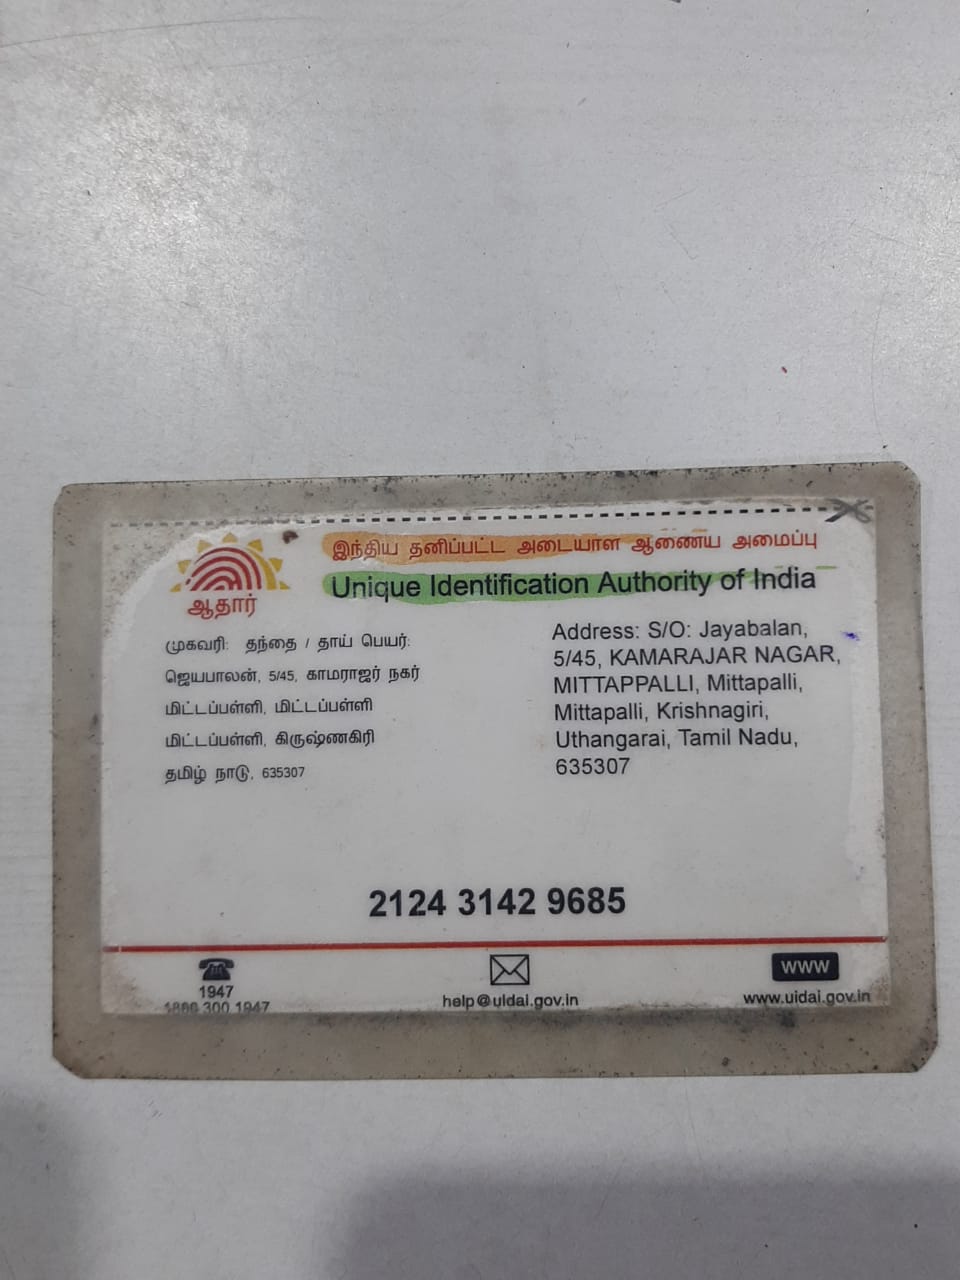 இந்திய தனிப்பட்ட அடையாள ஆணைய அமைப்பு
Unique Identification Authority of India
ஆதார்
முகவரி: தந்தை / தாய் பெயர்:
ஜெயபாலன், 5/45, காமராஜர் நகர்
மிட்டப்பள்ளி, மிட்டப்பள்ளி
மிட்டப்பள்ளி, கிருஷ்ணகிரி
தமிழ் நாடு, 635307
Address: S/O: Jayabalan,
5/45, KAMARAJAR NAGAR,
MITTAPPALLI, Mittapalli,
Mittapalli, Krishnagiri,
Uthangarai, Tamil Nadu,
635307
2124 3142 9685
1947
300 1947
help@uidai.gov.in
www
www.uidai.gov.in